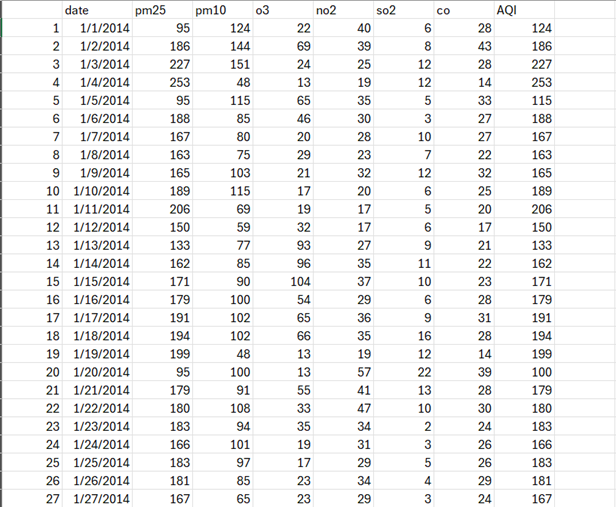 date pm25 pm10 o3 no2 so2 co AQI
1 1/1/2014 95 124 22 40 6 28 124
2 1/2/2014 186 144 69 39 8 43 186
3 1/3/2014 227 151 24 25 12 28 227
4 1/4/2014 253 48 13 19 12 14 253
5 1/5/2014 95 115 65 35 5 33 115
6 1/6/2014 188 85 46 30 3 27 188
7 1/7/2014 167 80 20 28 10 27 167
8 1/8/2014 163 75 29 23 7 22 163
9 1/9/2014 165 103 21 32 12 32 165
10 1/10/2014 189 115 17 20 6 25 189
11 1/11/2014 206 69 19 17 5 20 206
12 1/12/2014 150 59 32 17 6 17 150
13 1/13/2014 133 77 93 27 9 21 133
14 1/14/2014 162 85 96 35 11 22 162
15 1/15/2014 171 90 104 37 10 23 171
16 1/16/2014 179 100 54 29 6 28 179
17 1/17/2014 191 102 65 36 9 31 191
18 1/18/2014 194 102 66 35 16 28 194
19 1/19/2014 199 48 13 19 12 14 199
20 1/20/2014 95 100 13 57 22 39 100
21 1/21/2014 179 91 55 41 13 28 179
22 1/22/2014 180 108 33 47 10 30 180
23 1/23/2014 183 94 35 34 2 24 183
24 1/24/2014 166 101 19 31 3 26 166
25 1/25/2014 183 97 17 29 5 26 183
26 1/26/2014 181 85 23 34 4 29 181
27 1/27/2014 167 65 23 29 3 24 167